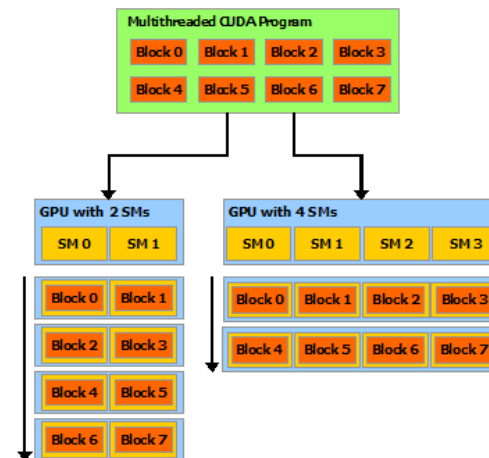 Multithreaded CUDA Program
Block 0 Block 1 Block 2 Block 3
Block 4 Block 5 Block 6 Block 7
GPU with 2 SMs
SM 0 SM 1
Block 0 Block 1
Block 2 Block 3
Block 4 Block 5
Block 6 Block 7
GPU with 4 SMs
SM 0 SM 1 SM 2 SM 3
Block 0 Block 1 Block 2 Block 3
Block 4 Block 5 Block 6 Block 7